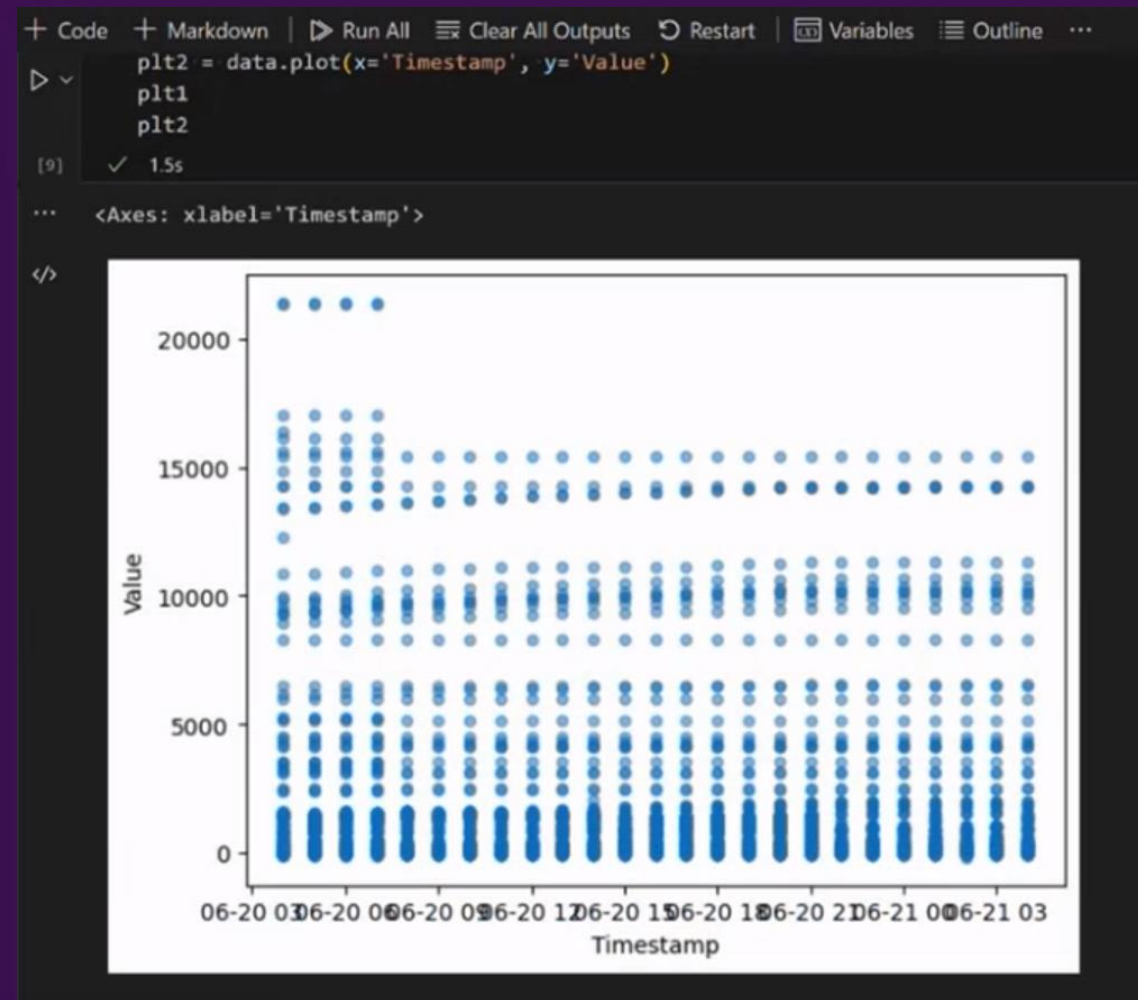 + Code + Markdown | Run All Clear All Outputs Restart | Variables Outline ...
plt2 = data.plot(x='Timestamp', y='Value')
plt1
plt2
[9] ✓ 1.5s
... <Axes: xlabel='Timestamp'>
</>
20000
15000
10000
5000
0
Value
06-20 03 06-20 06 06-20 09 06-20 12 06-20 15 06-20 18 06-20 21 06-21 00 06-21 03
Timestamp